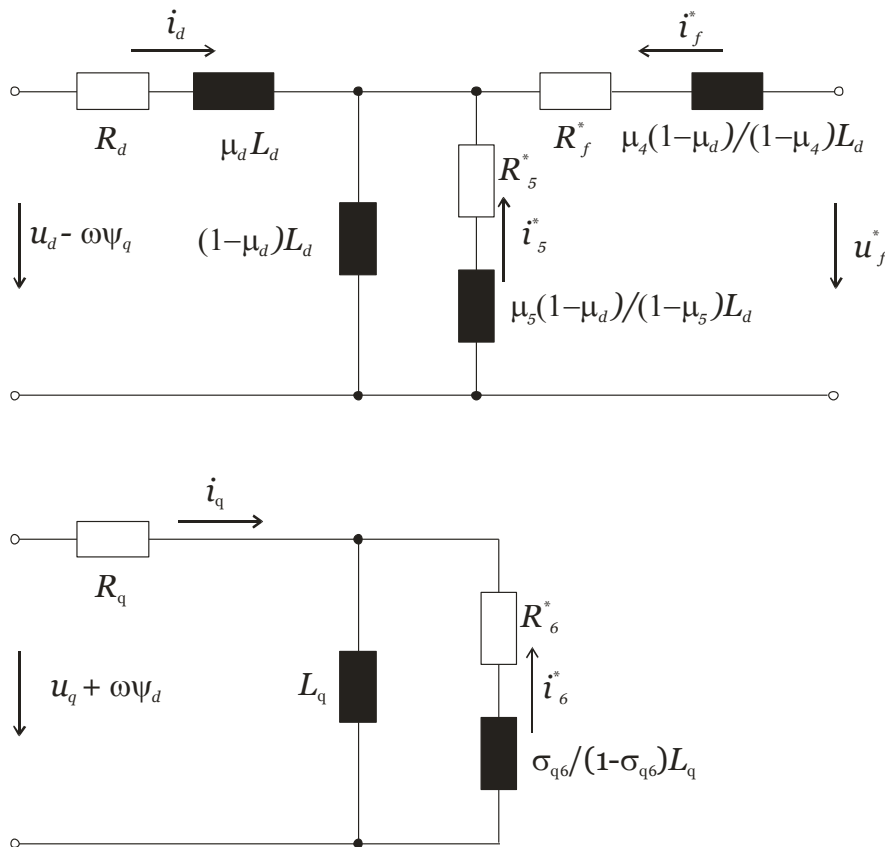 i_d
i*_f
R_d
μ_d L_d
R*_f
μ_4(1−μ_d)/(1−μ_4)L_d
R*_5
u_d - ωψ_q
(1−μ_d)L_d
i*_5
u*_f
μ_5(1−μ_d)/(1−μ_5)L_d
i_q
R_q
R*_6
u_q + ωψ_d
L_q
i*_6
σ_q6/(1-σ_q6)L_q